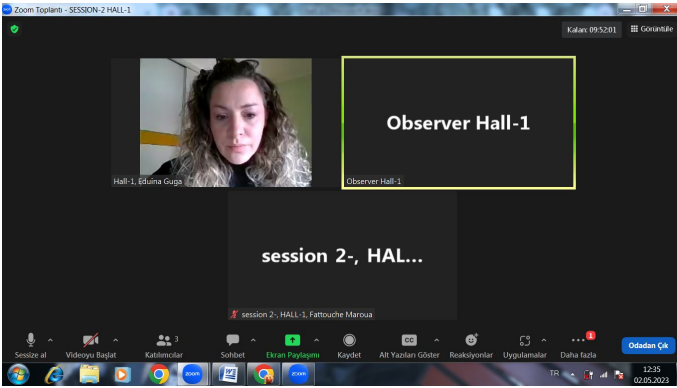 Zoom Toplantı - SESSION-2 HALL-1
Kalan: 09:52:01
Görüntüle
Observer Hall-1
Hall-1, Eduina Guga
Observer Hall-1
session 2-, HAL...
session 2-, HALL-1, Fattouche Maroua
3
CC
1
Sessize al
Videoyu Başlat
Katılımcılar
Sohbet
Ekran Paylaşımı
Kaydet
Alt Yazıları Göster
Reaksiyonlar
Uygulamalar
Daha fazla
Odadan Çık
zoom
W
zoom
TR
12:35
02.05.2023